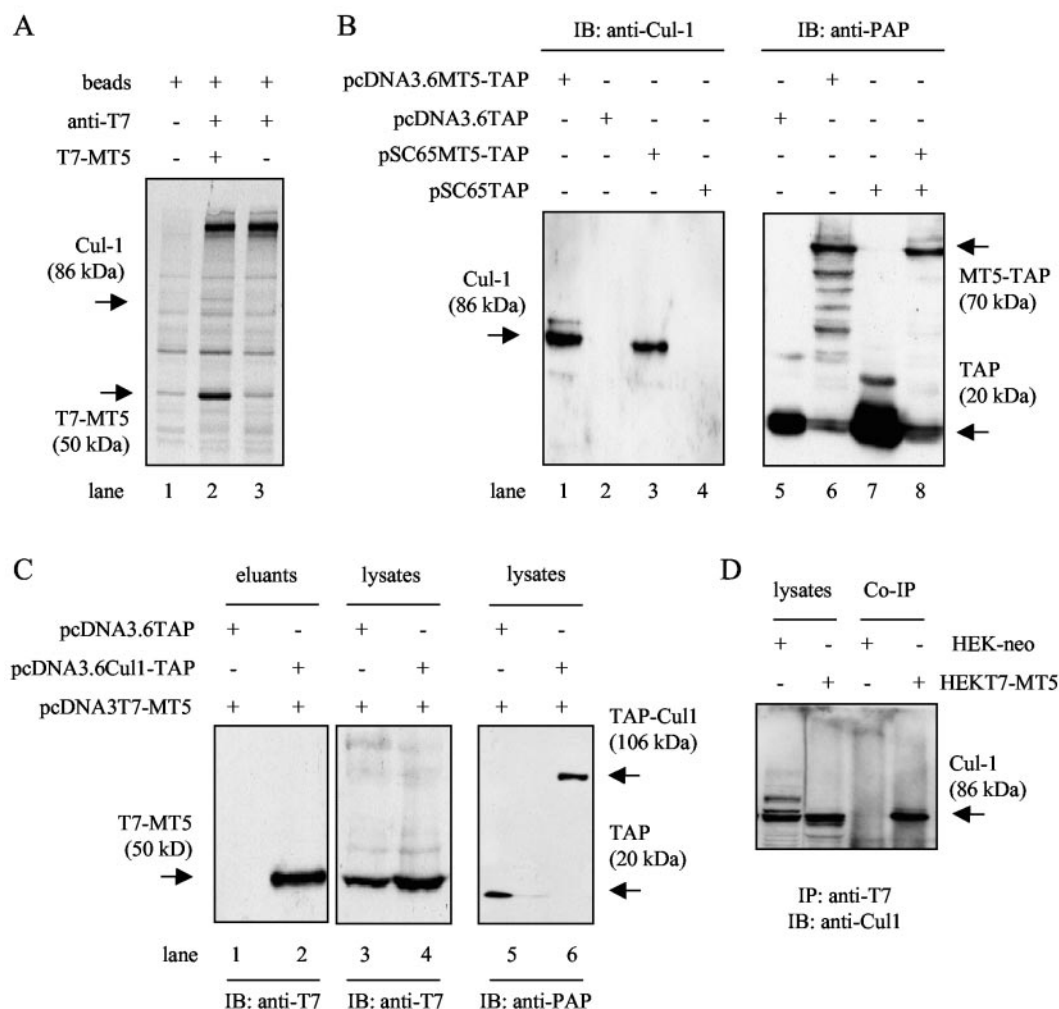 A
beads + + +
anti-T7 - + +
T7-MT5 - + -
Cul-1
(86 kDa)
T7-MT5
(50 kDa)
lane 1 2 3
B
IB: anti-Cul-1 IB: anti-PAP
pcDNA3.6MT5-TAP + - - - - + - -
pcDNA3.6TAP - + - - + - - -
pSC65MT5-TAP - - + - - - - +
pSC65TAP - - - + - - + +
Cul-1
(86 kDa)
MT5-TAP
(70 kDa)
TAP
(20 kDa)
lane 1 2 3 4 5 6 7 8
C
eluants lysates lysates
pcDNA3.6TAP + - + - + -
pcDNA3.6Cul1-TAP - + - + - +
pcDNA3T7-MT5 + + + + + +
T7-MT5
(50 kD)
TAP-Cul1
(106 kDa)
TAP
(20 kDa)
lane 1 2 3 4 5 6
IB: anti-T7 IB: anti-T7 IB: anti-PAP
D
lysates Co-IP
+ - + - HEK-neo
- + - + HEKT7-MT5
Cul-1
(86 kDa)
IP: anti-T7
IB: anti-Cul1